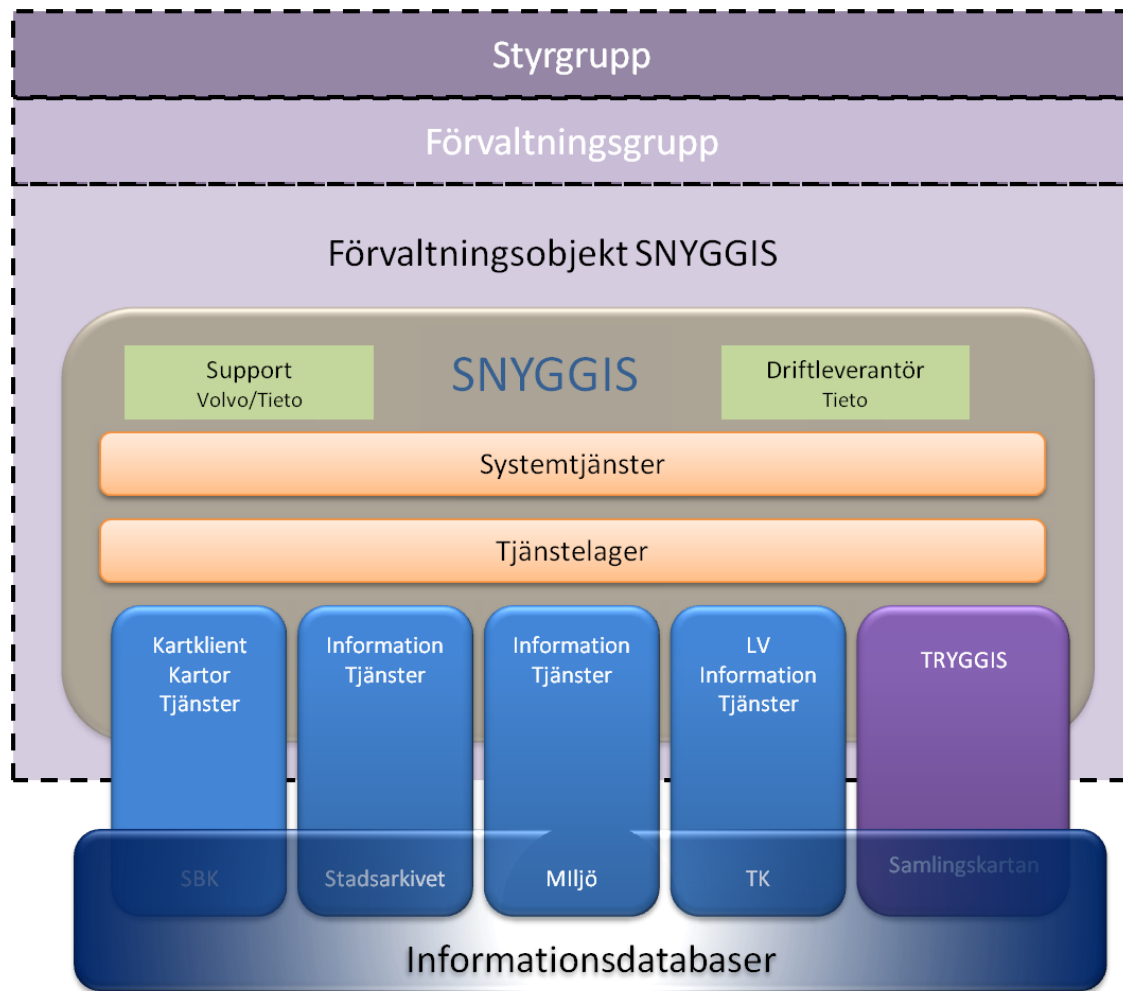 Styrgrupp
Förvaltningsgrupp
Förvaltningsobjekt SNYGGIS
Support
Volvo/Tieto
SNYGGIS
Driftleverantör
Tieto
Systemtjänster
Tjänstelager
Kartklient
Kartor
Tjänster
Information
Tjänster
Information
Tjänster
LV
Information
Tjänster
TRYGGIS
SBK
Stadsarkivet
MIljö
TK
Samlingskartan
Informationsdatabaser